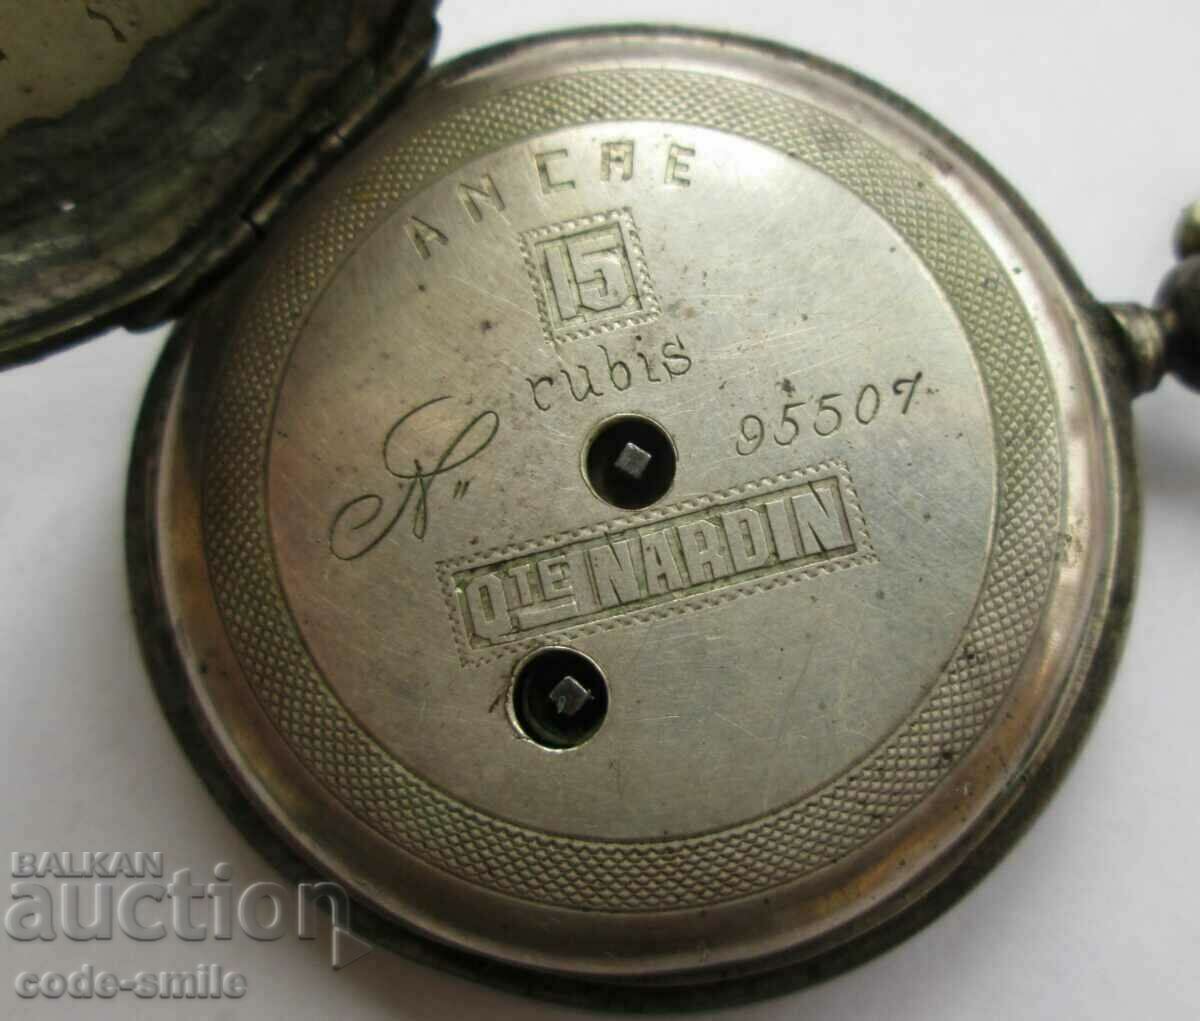 ANCRE
15
rubis
N" 95507
QTE NARDIN
BALKAN
auction
code-smile